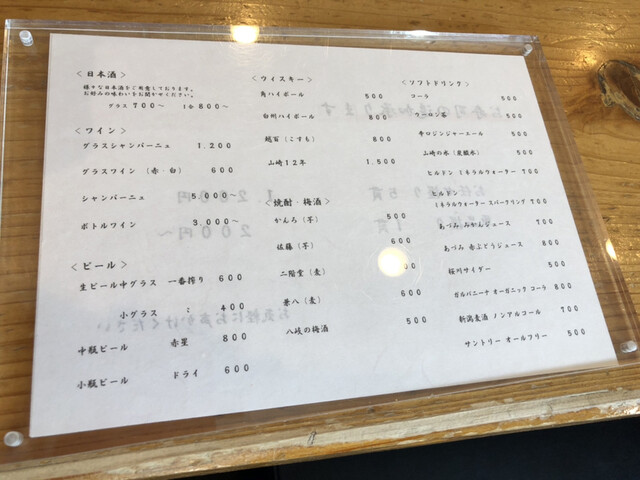 ＜日本酒＞
様々な日本酒をご用意しております。
お好みの味わいをお聞かせください。
グラス 700～ 1合 800～
＜ワイン＞
グラスシャンパーニュ 1.200
グラスワイン （赤・白） 600
シャンパーニュ 5.000～
ボトルワイン 3.000～
＜ビール＞
生ビール中グラス 一番搾り 600
小グラス : 400
中瓶ビール 赤星 800
小瓶ビール ドライ 600
＜ウィスキー＞
角ハイボール 500
白州ハイボール 800
越百（こすも） 800
山崎12年 1.500
＜焼酎・梅酒＞
かんろ（芋） 500
佐藤（芋） 600
二階堂（麦） 00
兼八（麦） 600
八岐の梅酒 500
＜ソフトドリンク＞
コーラ 500
ウーロン茶 500
辛口ジンジャーエール 500
山崎の水（炭酸水） 500
ヒルドン ミネラルウォーター 700
ヒルドン
ミネラルウォーター スパークリング 700
あづみ みかんジュース 700
あづみ 赤ぶどうジュース 800
桜川サイダー 500
ガルバニーナ オーガニック コーラ 800
新潟麦酒 ノンアルコール 700
サントリー オールフリー 500